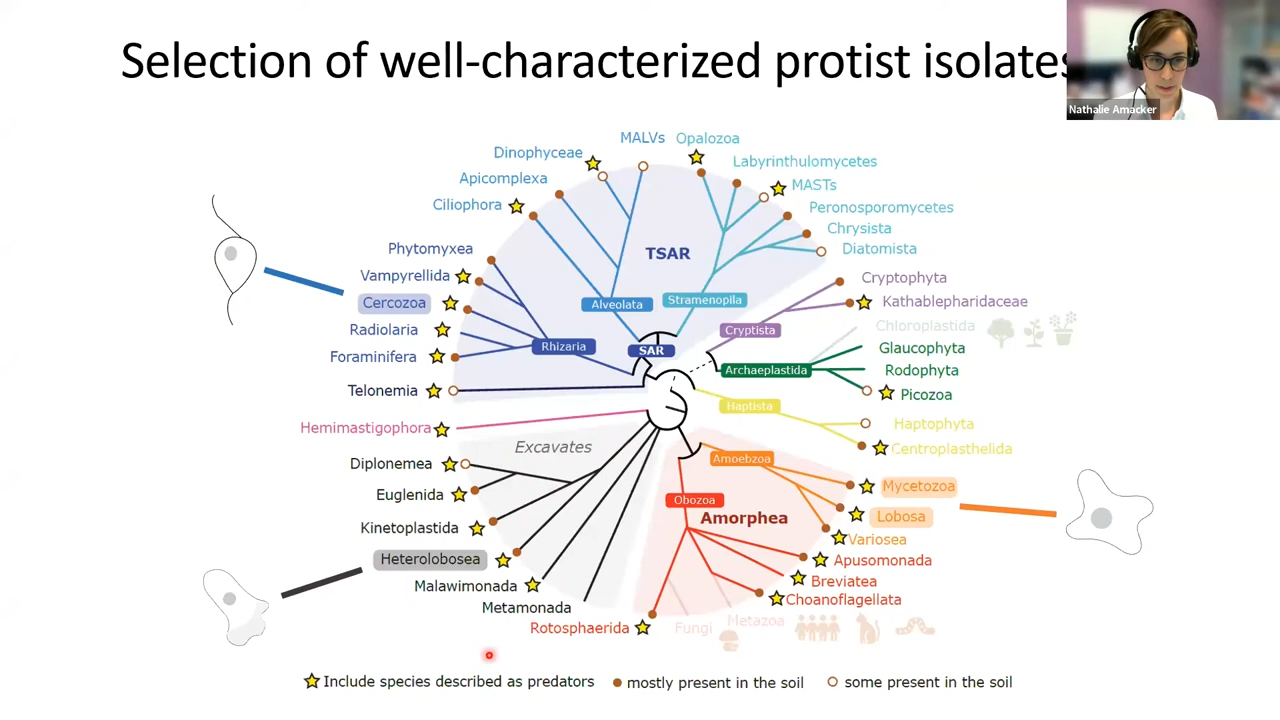 Selection of well-characterized protist isolates
Nathalie Amacker
MALVs
Opalozoa
Dinophyceae
Labyrinthulomycetes
Apicomplexa
MASTs
Ciliophora
Peronosporomycetes
Chrysista
Phytomyxea
TSAR
Diatomista
Vampyrellida
Cryptophyta
Cercozoa
Alveolata
Stramenopila
Kathablepharidaceae
Radiolaria
Cryptista
Chloroplastida
Rhizaria
SAR
Glaucophyta
Foraminifera
Archaeplastida
Rodophyta
Telonemia
Picozoa
Haptista
Hemimastigophora
Haptophyta
Excavates
Centroplasthelida
Diplonemea
Amoebzoa
Euglenida
Mycetozoa
Obozoa
Lobosa
Amorphea
Kinetoplastida
Variosea
Heterolobosea
Apusomonada
Malawimonada
Breviatea
Metamonada
Choanoflagellata
Rotosphaerida
Fungi
Metazoa
Include species described as predators
mostly present in the soil
some present in the soil